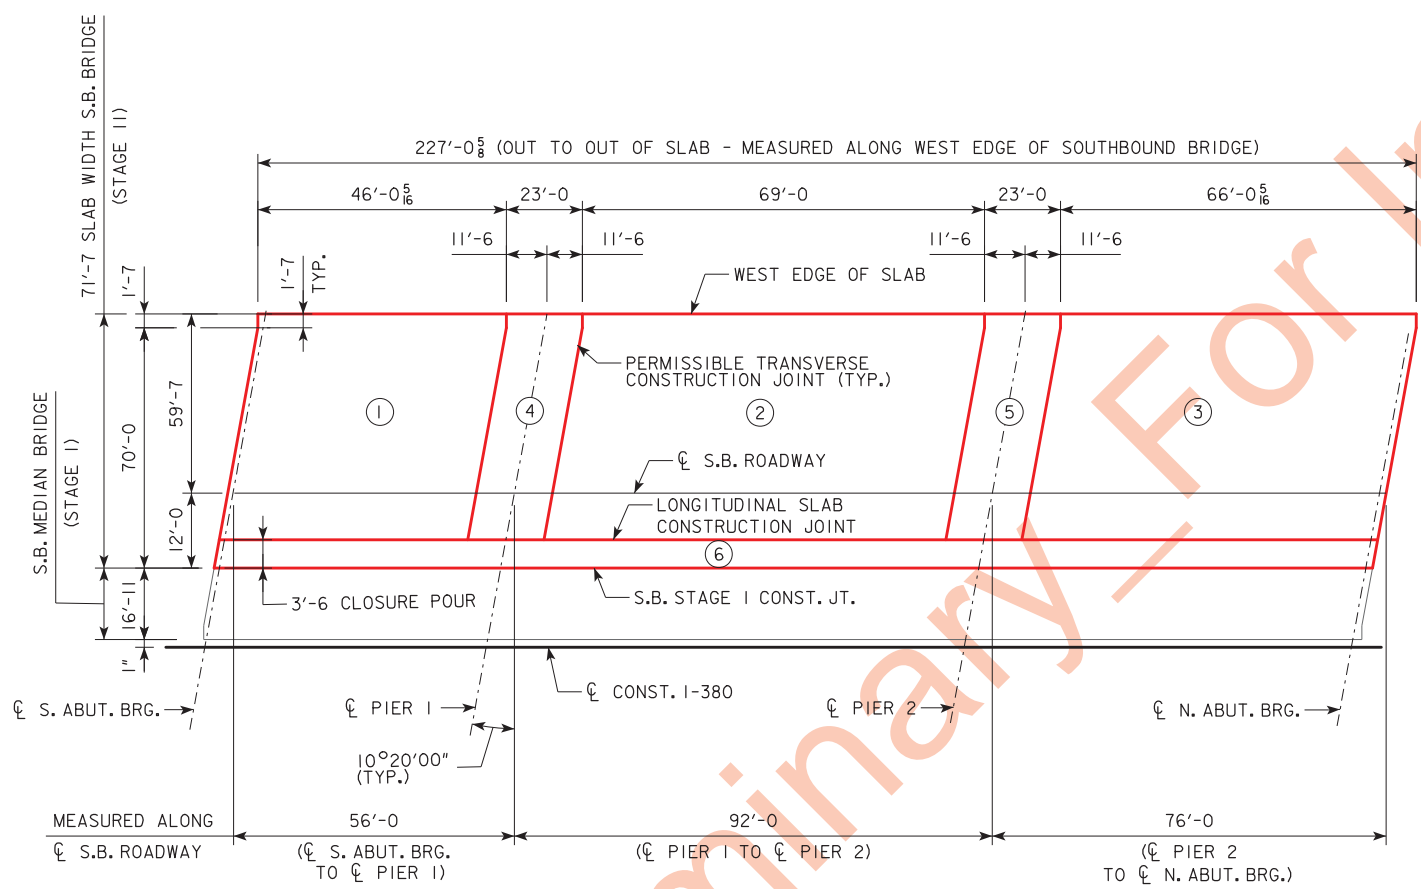 71'-7 SLAB WIDTH S.B. BRIDGE
(STAGE II)
227'-0 5/8 (OUT TO OUT OF SLAB - MEASURED ALONG WEST EDGE OF SOUTHBOUND BRIDGE)
46'-0 5/16
23'-0
69'-0
23'-0
66'-0 5/16
11'-6
11'-6
11'-6
11'-6
1'-7
1'-7
TYP.
WEST EDGE OF SLAB
PERMISSIBLE TRANSVERSE
CONSTRUCTION JOINT (TYP.)
59'-7
70'-0
1
4
2
5
3
S.B. MEDIAN BRIDGE
(STAGE I)
℄ S.B. ROADWAY
LONGITUDINAL SLAB
CONSTRUCTION JOINT
12'-0
6
3'-6 CLOSURE POUR
S.B. STAGE I CONST. JT.
16'-11
1"
℄ CONST. I-380
℄ S. ABUT. BRG.
℄ PIER 1
℄ PIER 2
℄ N. ABUT. BRG.
10°20'00"
(TYP.)
MEASURED ALONG
℄ S.B. ROADWAY
56'-0
(℄ S. ABUT. BRG.
TO ℄ PIER 1)
92'-0
(℄ PIER 1 TO ℄ PIER 2)
76'-0
(℄ PIER 2
TO ℄ N. ABUT. BRG.)
minary_For